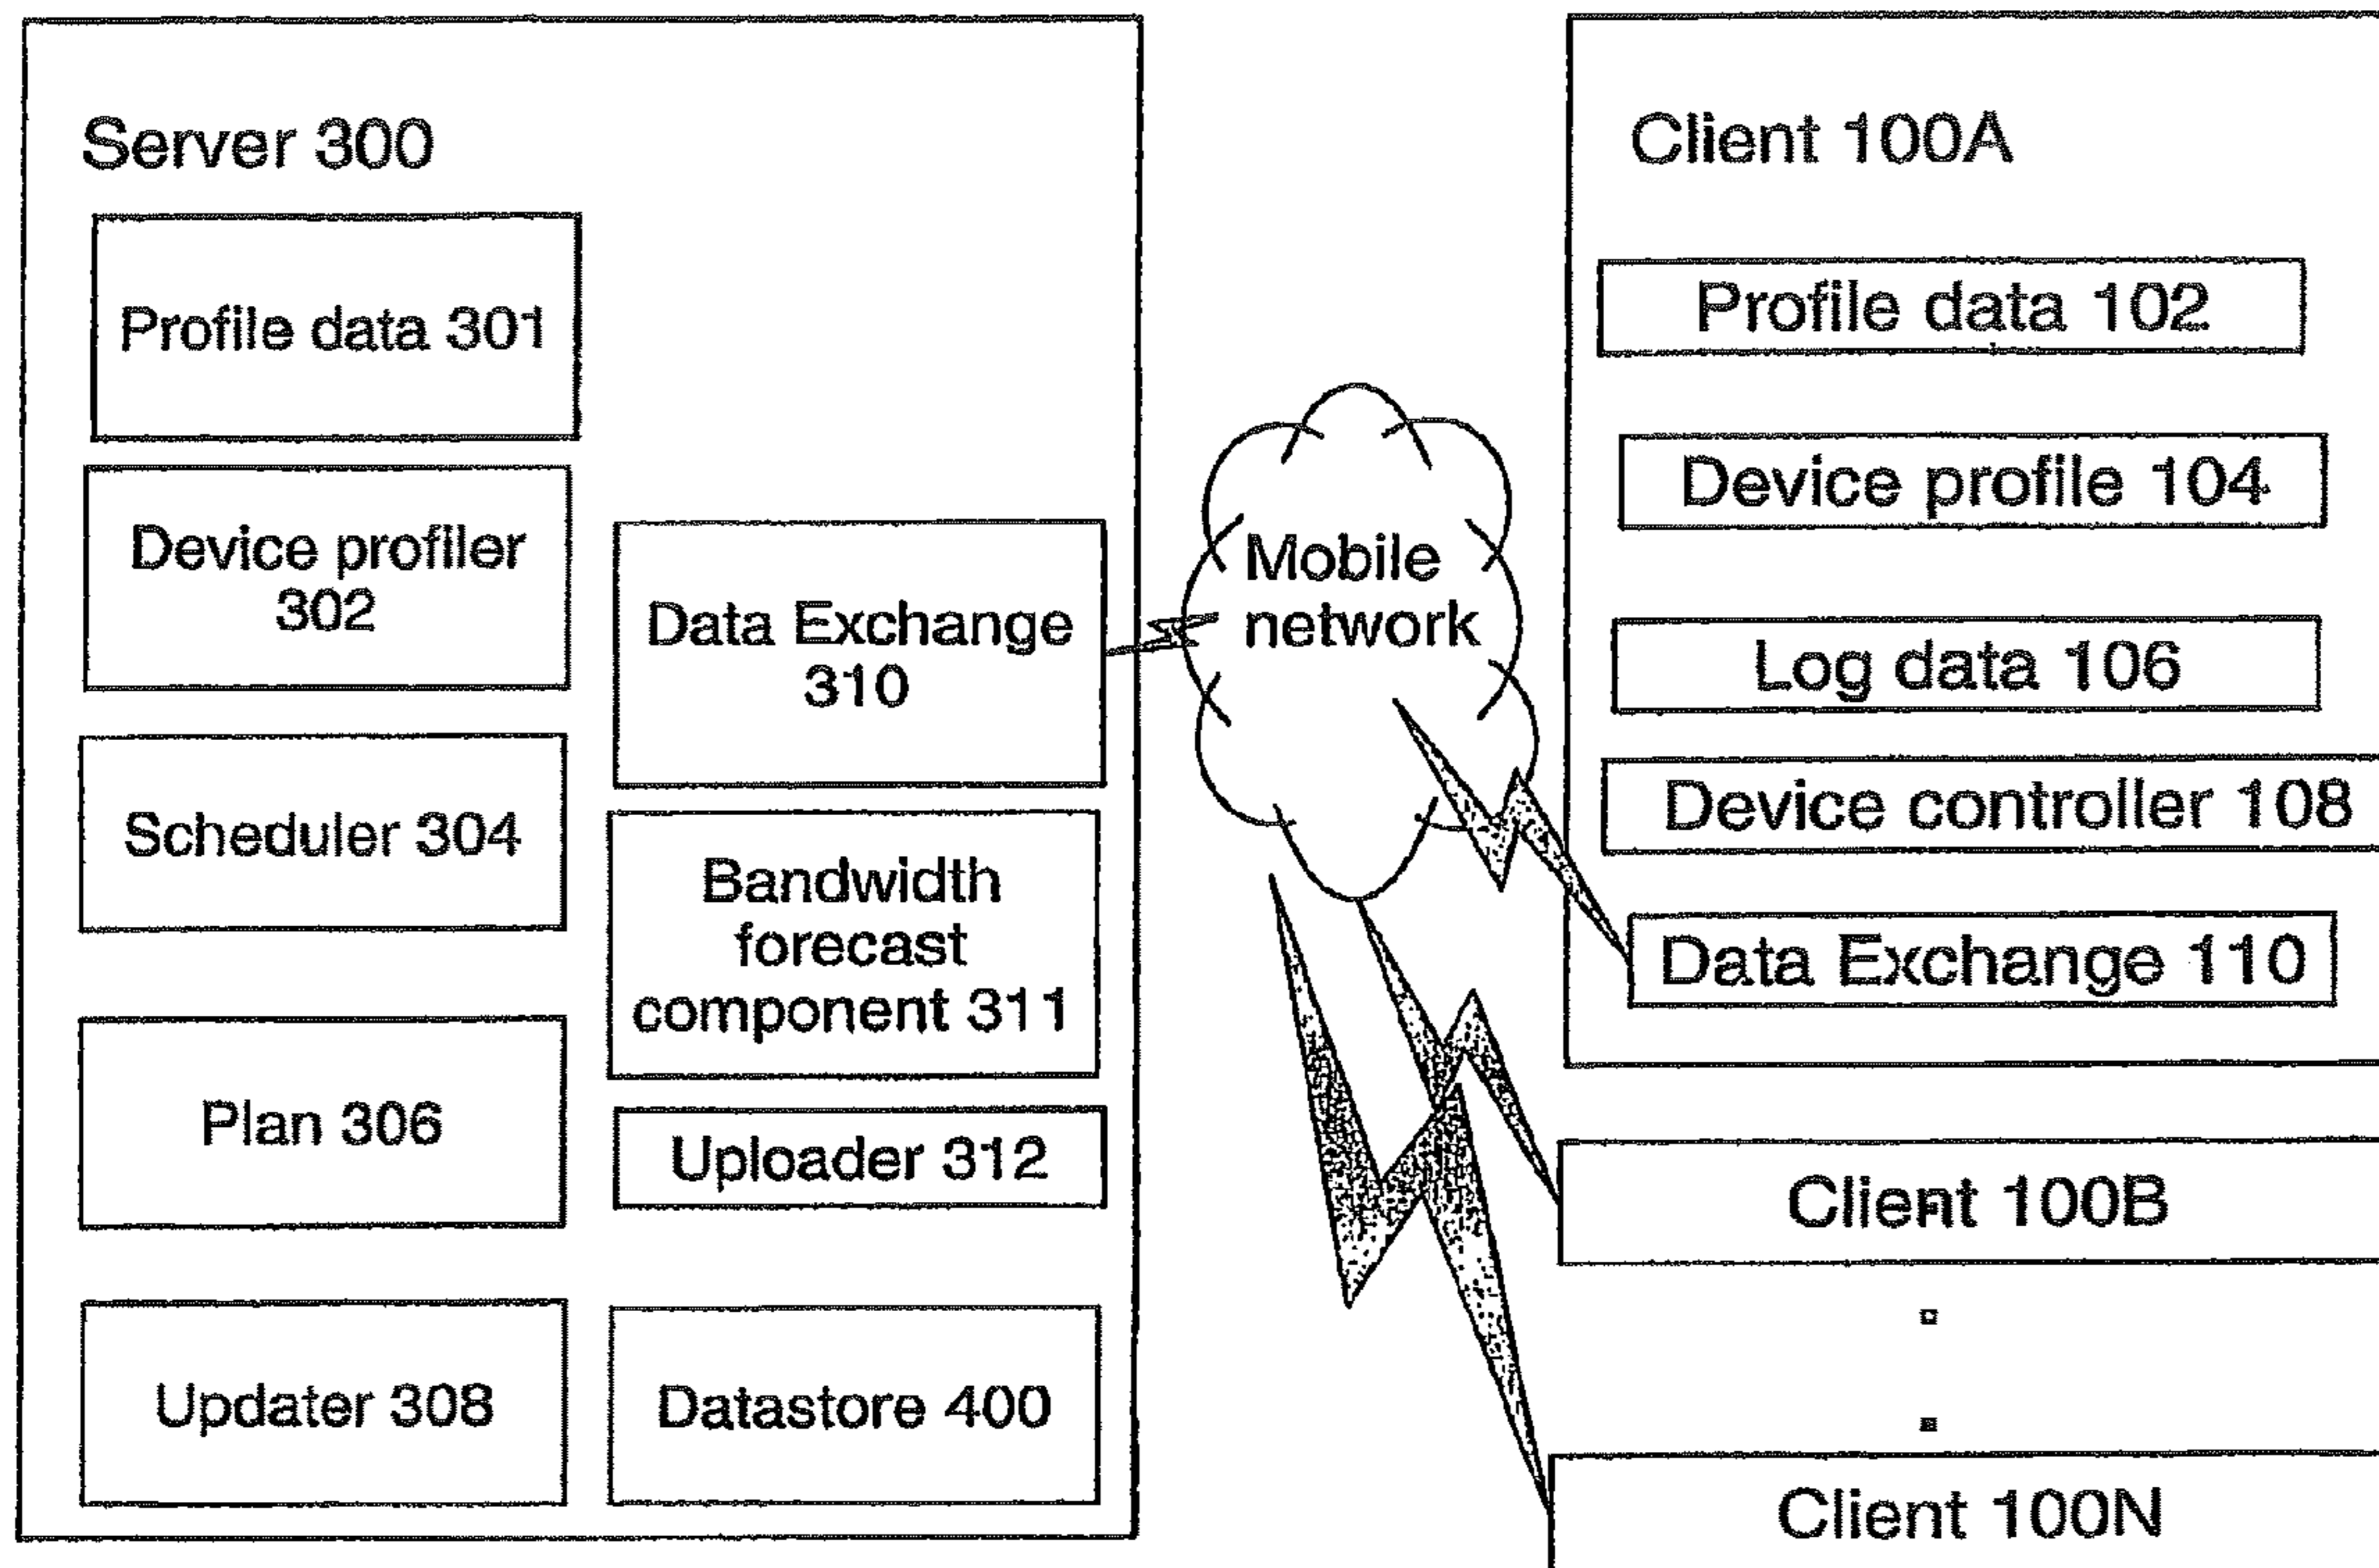 Server 300
Profile data 301
Device profiler
302
Scheduler 304
Plan 306
Updater 308
Data Exchange
310
Bandwidth
forecast
component 311
Uploader 312
Datastore 400
Mobile
network
Client 100A
Profile data 102
Device profile 104
Log data 106
Device controller 108
Data Exchange 110
Client 100B
Client 100N